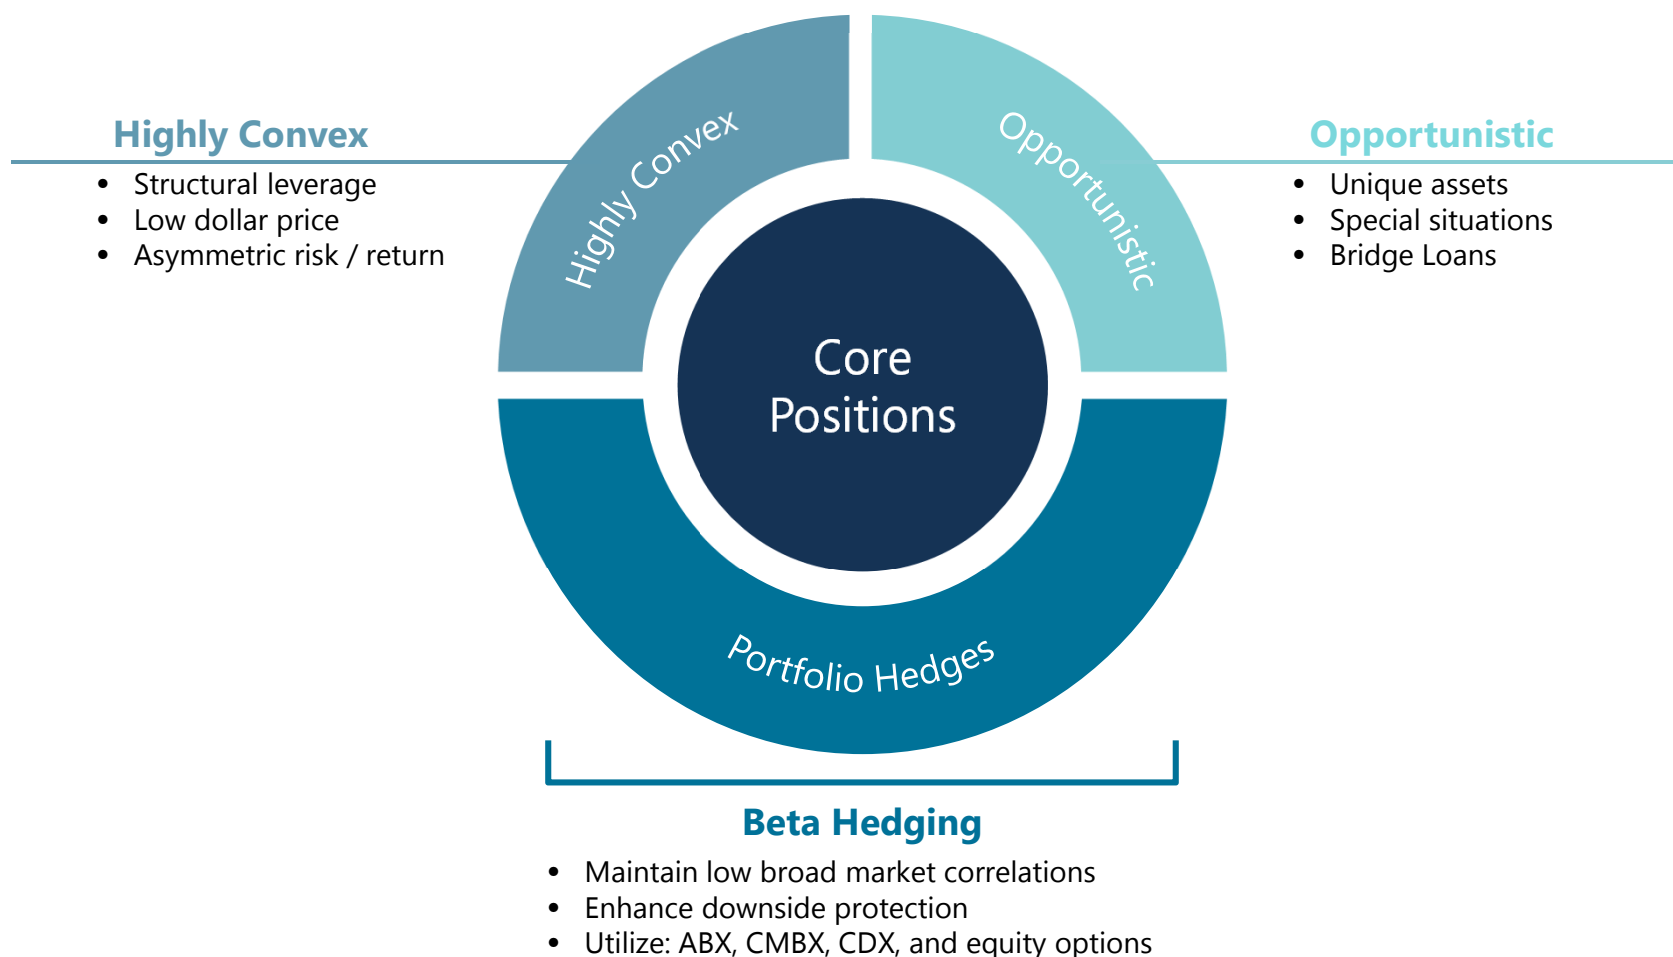 Highly Convex
• Structural leverage
• Low dollar price
• Asymmetric risk / return
Highly Convex
Opportunistic
Opportunistic
• Unique assets
• Special situations
• Bridge Loans
Core
Positions
Portfolio Hedges
Beta Hedging
• Maintain low broad market correlations
• Enhance downside protection
• Utilize: ABX, CMBX, CDX, and equity options